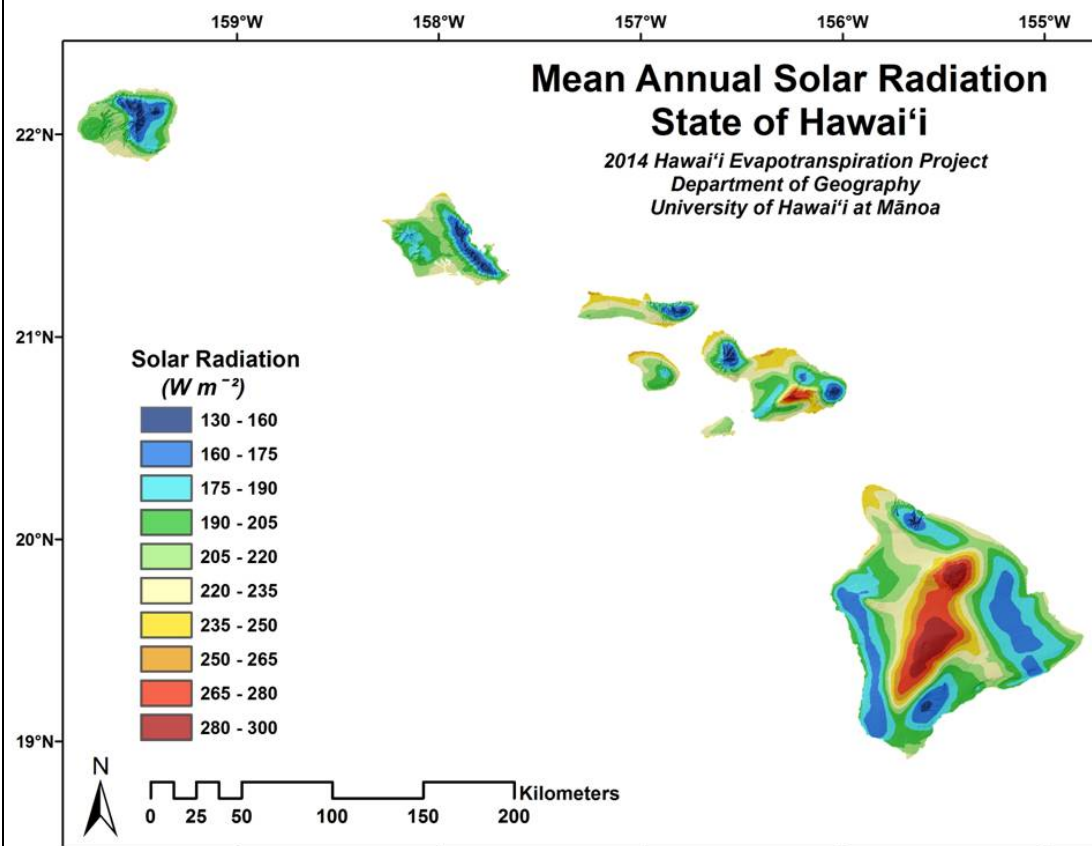 159°W 158°W 157°W 156°W 155°W
Mean Annual Solar Radiation
State of Hawai‘i
2014 Hawai‘i Evapotranspiration Project
Department of Geography
University of Hawai‘i at Mānoa
22°N
21°N
20°N
19°N
Solar Radiation
(W m⁻²)
130 - 160
160 - 175
175 - 190
190 - 205
205 - 220
220 - 235
235 - 250
250 - 265
265 - 280
280 - 300
N
Kilometers
0 25 50 100 150 200